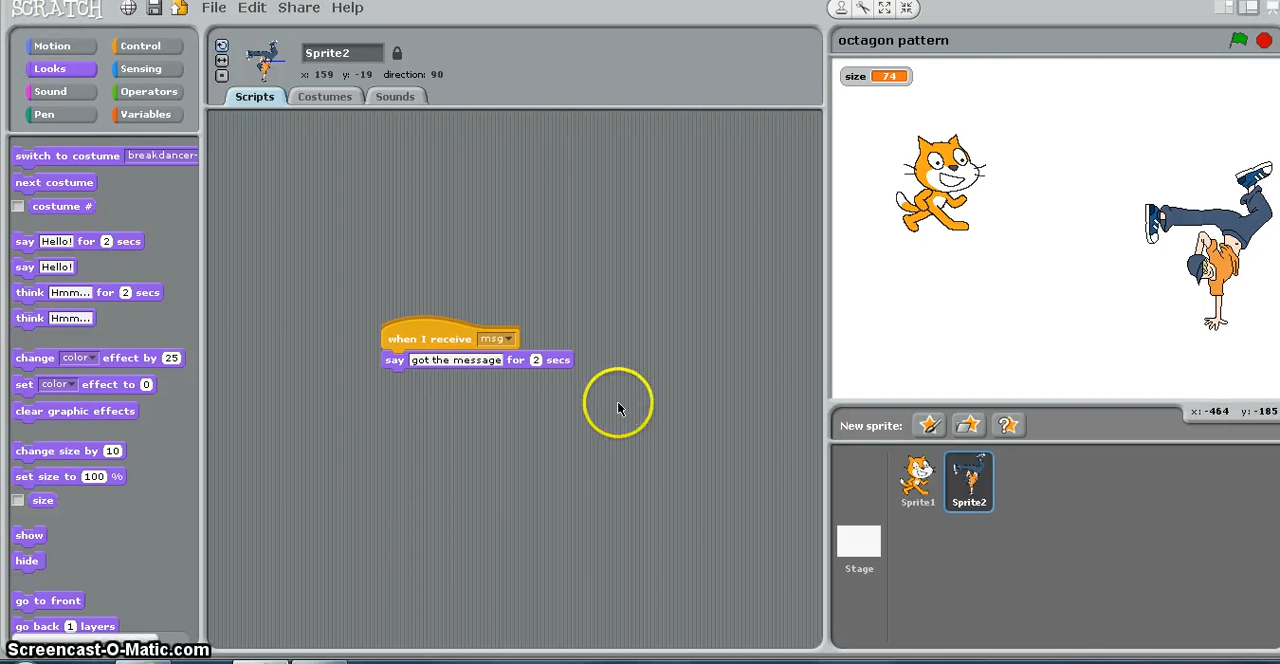 SCRATCH File Edit Share Help
Motion Control
Looks Sensing
Sound Operators
Pen Variables
switch to costume breakdancer-
next costume
costume #
say Hello! for 2 secs
say Hello!
think Hmm... for 2 secs
think Hmm...
change color effect by 25
set color effect to 0
clear graphic effects
change size by 10
set size to 100 %
size
show
hide
go to front
go back 1 layers
Screencast-O-Matic.com
Sprite2
x: 159 y: -19 direction: 90
Scripts Costumes Sounds
when I receive msg
say got the message for 2 secs
octagon pattern
size 74
x: -464 y: -185
New sprite:
Sprite1 Sprite2
Stage